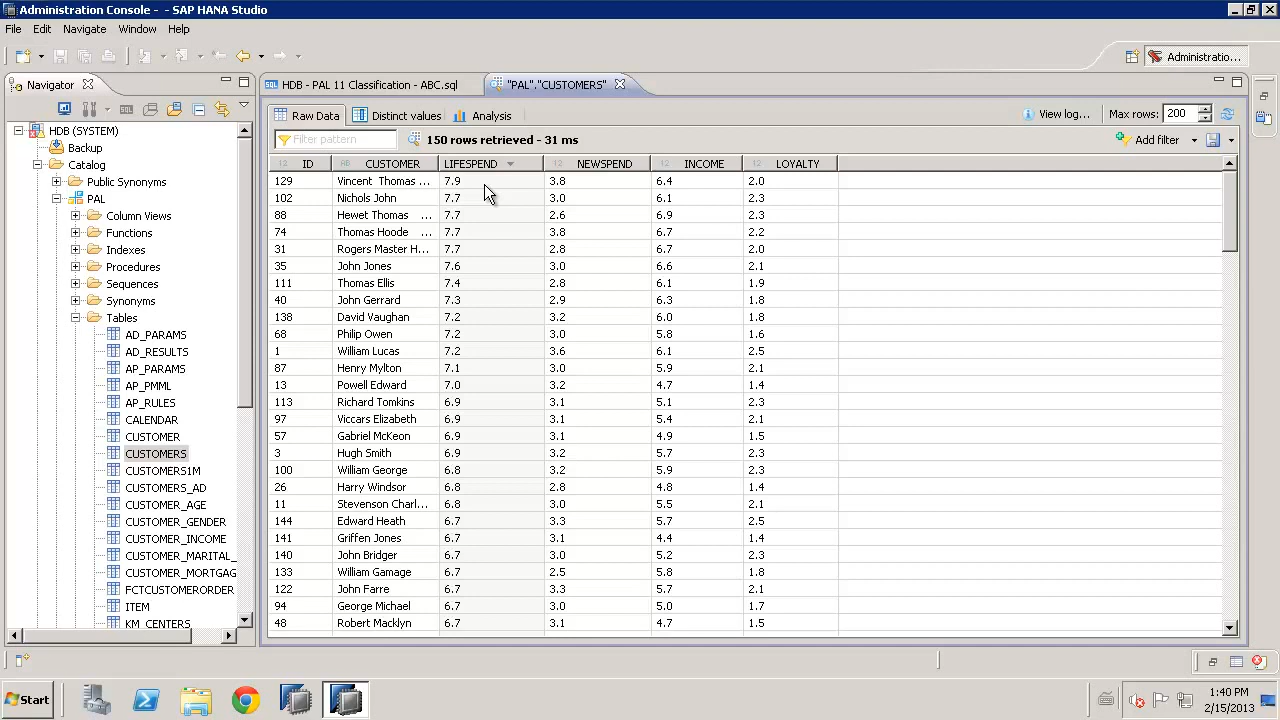 Administration Console - - SAP HANA Studio
File Edit Navigate Window Help
Administratio...
Navigator
HDB - PAL 11 Classification - ABC.sql
"PAL"."CUSTOMERS"
Raw Data
Distinct values
Analysis
View log...
Max rows: 200
Filter pattern
150 rows retrieved - 31 ms
Add filter
HDB (SYSTEM)
Backup
Catalog
Public Synonyms
PAL
Column Views
Functions
Indexes
Procedures
Sequences
Synonyms
Tables
AD_PARAMS
AD_RESULTS
AP_PARAMS
AP_PMML
AP_RULES
CALENDAR
CUSTOMER
CUSTOMERS
CUSTOMERS1M
CUSTOMERS_AD
CUSTOMER_AGE
CUSTOMER_GENDER
CUSTOMER_INCOME
CUSTOMER_MARITAL_
CUSTOMER_MORTGAG
FCTCUSTOMERORDER
ITEM
KM_CENTERS
12 ID AB CUSTOMER LIFESPEND 12 NEWSPEND 12 INCOME 12 LOYALTY
129 Vincent Thomas ... 7.9 3.8 6.4 2.0
102 Nichols John 7.7 3.0 6.1 2.3
88 Hewet Thomas ... 7.7 2.6 6.9 2.3
74 Thomas Hoode ... 7.7 3.8 6.7 2.2
31 Rogers Master H... 7.7 2.8 6.7 2.0
35 John Jones 7.6 3.0 6.6 2.1
111 Thomas Ellis 7.4 2.8 6.1 1.9
40 John Gerrard 7.3 2.9 6.3 1.8
138 David Vaughan 7.2 3.2 6.0 1.8
68 Philip Owen 7.2 3.0 5.8 1.6
1 William Lucas 7.2 3.6 6.1 2.5
87 Henry Mylton 7.1 3.0 5.9 2.1
13 Powell Edward 7.0 3.2 4.7 1.4
113 Richard Tomkins 6.9 3.1 5.1 2.3
97 Viccars Elizabeth 6.9 3.1 5.4 2.1
57 Gabriel McKeon 6.9 3.1 4.9 1.5
3 Hugh Smith 6.9 3.2 5.7 2.3
100 William George 6.8 3.2 5.9 2.3
26 Harry Windsor 6.8 2.8 4.8 1.4
11 Stevenson Charl... 6.8 3.0 5.5 2.1
144 Edward Heath 6.7 3.3 5.7 2.5
141 Griffen Jones 6.7 3.1 4.4 1.4
140 John Bridger 6.7 3.0 5.2 2.3
133 William Gamage 6.7 2.5 5.8 1.8
122 John Farre 6.7 3.3 5.7 2.1
94 George Michael 6.7 3.0 5.0 1.7
48 Robert Macklyn 6.7 3.1 4.7 1.5
Start
1:40 PM
2/15/2013